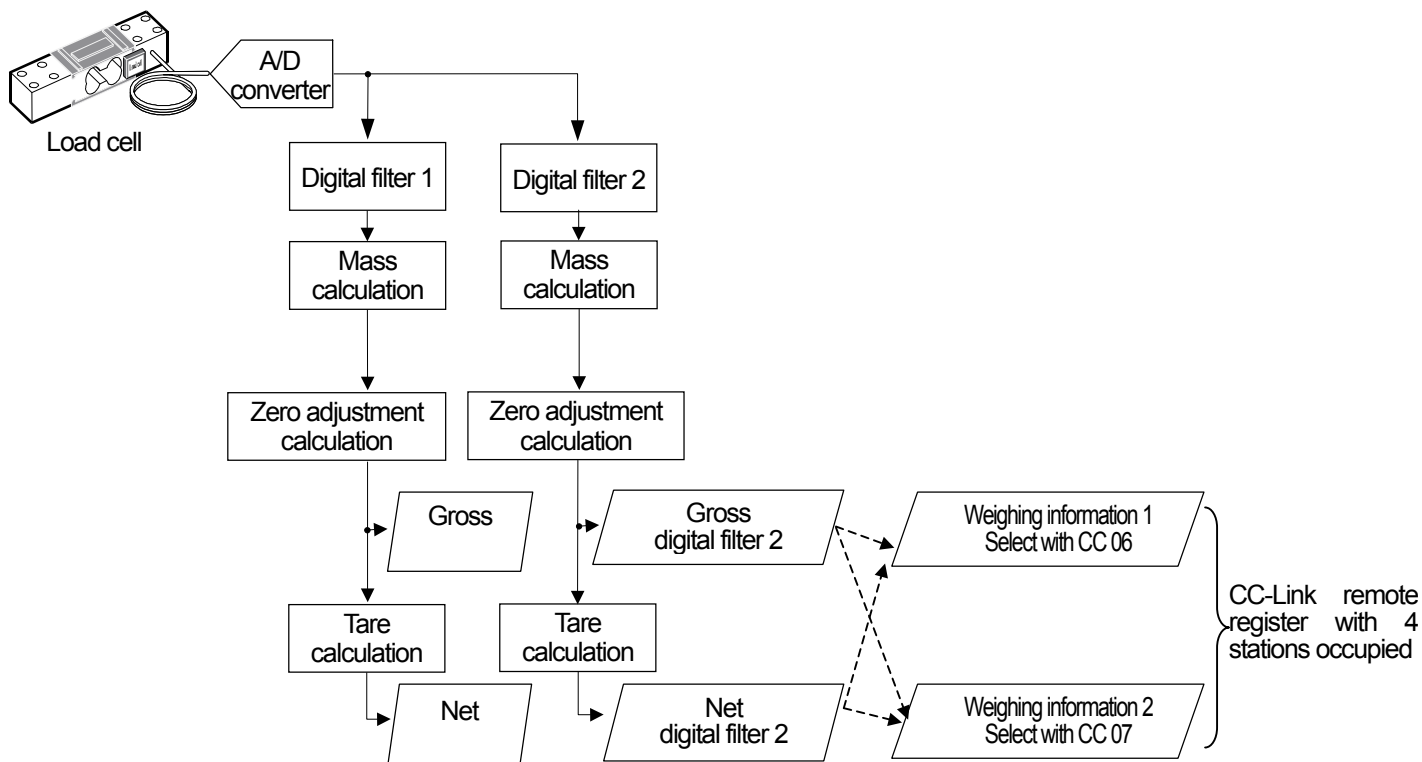 A/D
converter
Load cell
Digital filter 1
Digital filter 2
Mass
calculation
Mass
calculation
Zero adjustment
calculation
Zero adjustment
calculation
Gross
Gross
digital filter 2
Weighing information 1
Select with CC 06
CC-Link remote
register with 4
stations occupied
Tare
calculation
Tare
calculation
Net
Net
digital filter 2
Weighing information 2
Select with CC 07